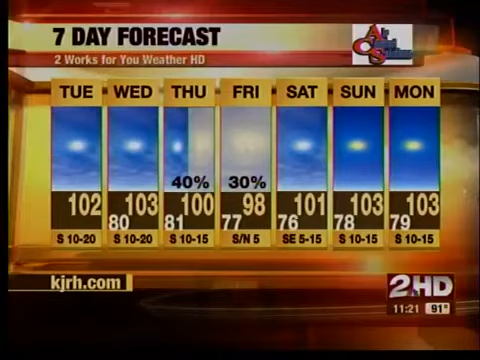 7 DAY FORECAST
2 Works for You Weather HD
Air
TUE WED THU FRI SAT SUN MON
40% 30%
102 103 100 98 101 103 103
80 81 77 76 78 79
S 10-20 S 10-20 S 10-15 S/N 5 SE 5-15 S 10-15 S 10-15
kjrh.com
2HD
11:21 91°